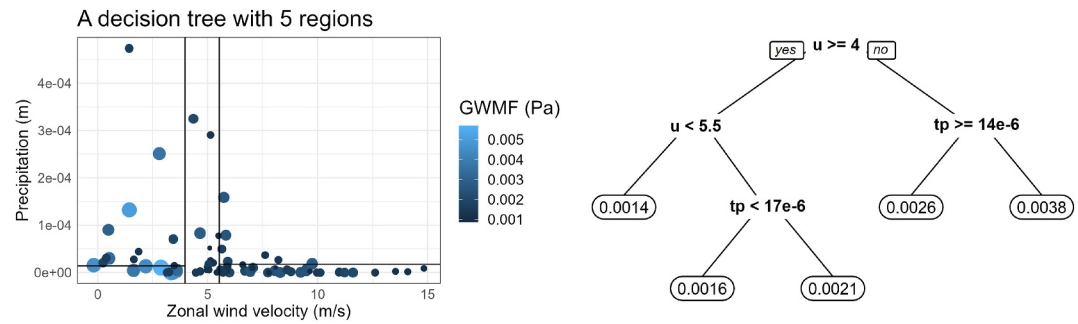 A decision tree with 5 regions
Precipitation (m)
4e-04
3e-04
2e-04
1e-04
0e+00
0 5 10 15
Zonal wind velocity (m/s)
GWMF (Pa)
0.005
0.004
0.003
0.002
0.001
yes u >= 4 no
u < 5.5 tp >= 14e-6
0.0014 tp < 17e-6 0.0026 0.0038
0.0016 0.0021